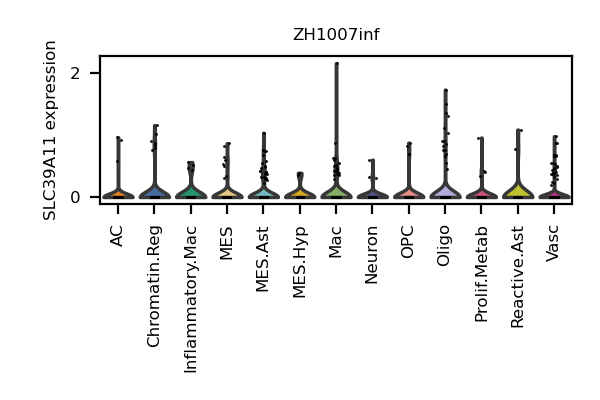 ZH1007inf
SLC39A11 expression
2
0
AC
Chromatin.Reg
Inflammatory.Mac
MES
MES.Ast
MES.Hyp
Mac
Neuron
OPC
Oligo
Prolif.Metab
Reactive.Ast
Vasc